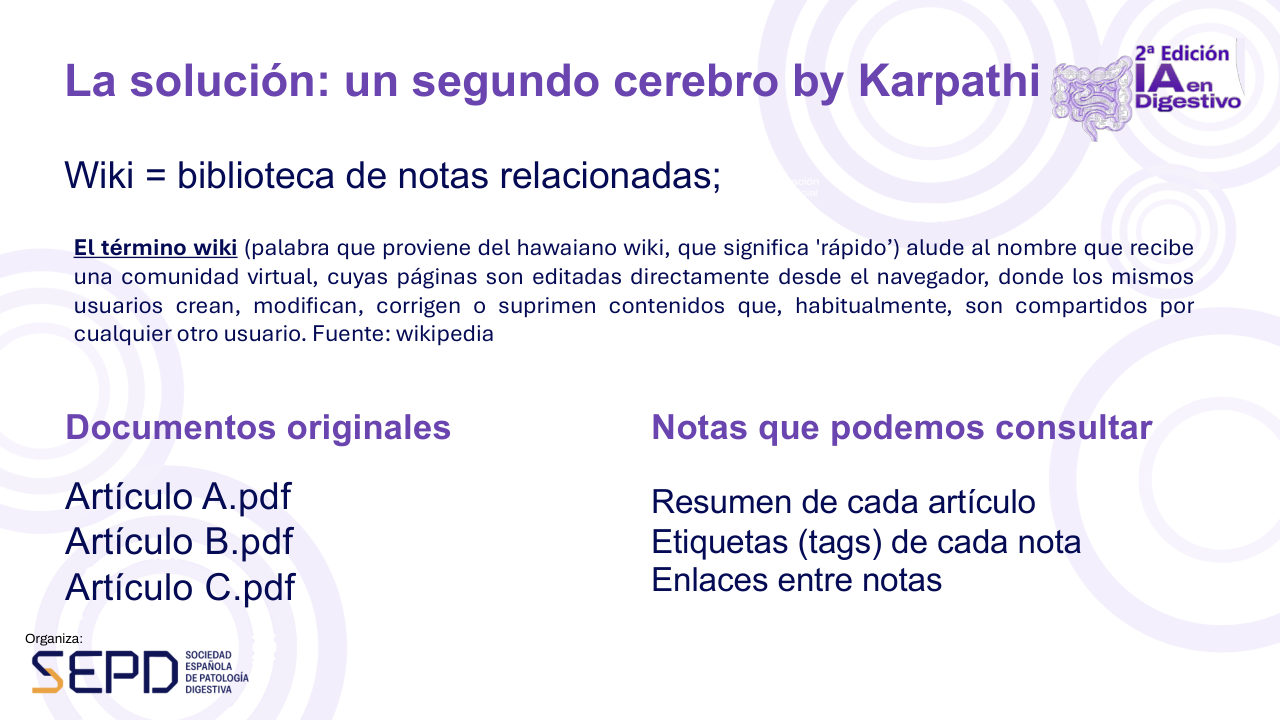 La solución: un segundo cerebro by Karpathi
2ª Edición
IA en
Digestivo
Wiki = biblioteca de notas relacionadas;
El término wiki (palabra que proviene del hawaiano wiki, que significa 'rápido’) alude al nombre que recibe
una comunidad virtual, cuyas páginas son editadas directamente desde el navegador, donde los mismos
usuarios crean, modifican, corrigen o suprimen contenidos que, habitualmente, son compartidos por
cualquier otro usuario. Fuente: wikipedia
Documentos originales
Artículo A.pdf
Artículo B.pdf
Artículo C.pdf
Notas que podemos consultar
Resumen de cada artículo
Etiquetas (tags) de cada nota
Enlaces entre notas
Organiza:
SEPD
SOCIEDAD
ESPAÑOLA
DE PATOLOGÍA
DIGESTIVA